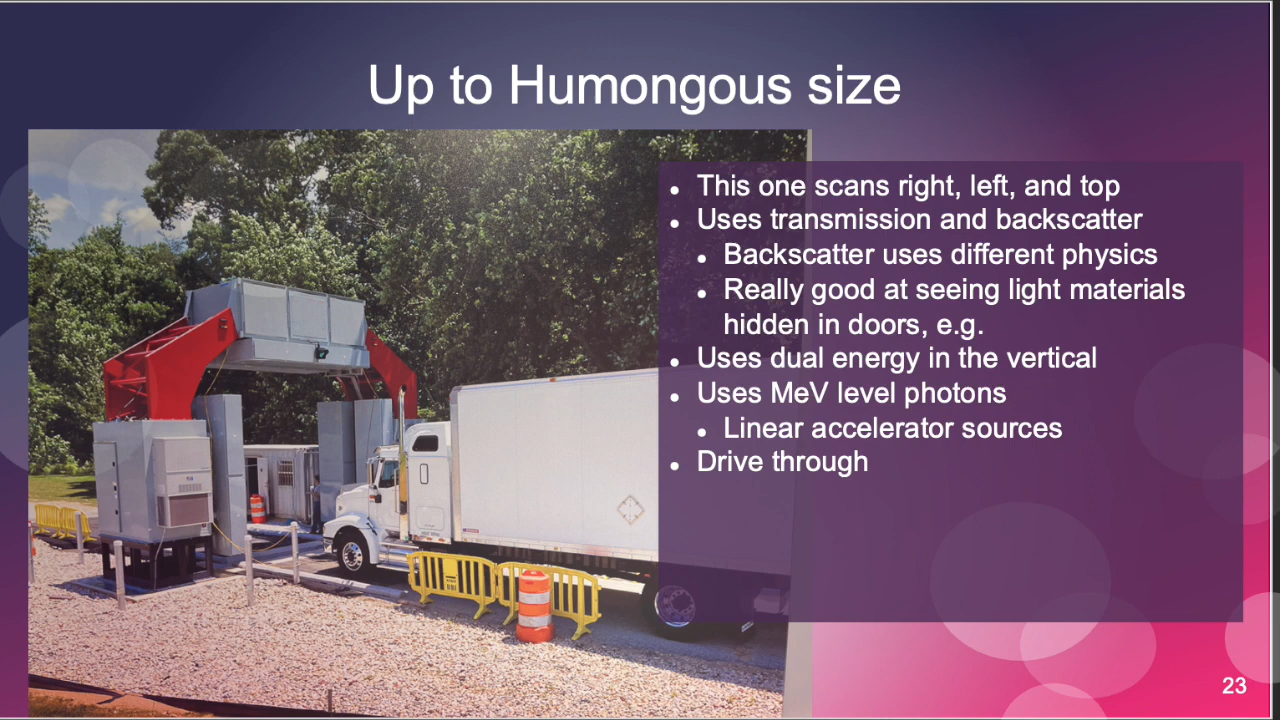 Up to Humongous size
• This one scans right, left, and top
• Uses transmission and backscatter
• Backscatter uses different physics
• Really good at seeing light materials
hidden in doors, e.g.
• Uses dual energy in the vertical
• Uses MeV level photons
• Linear accelerator sources
• Drive through
23